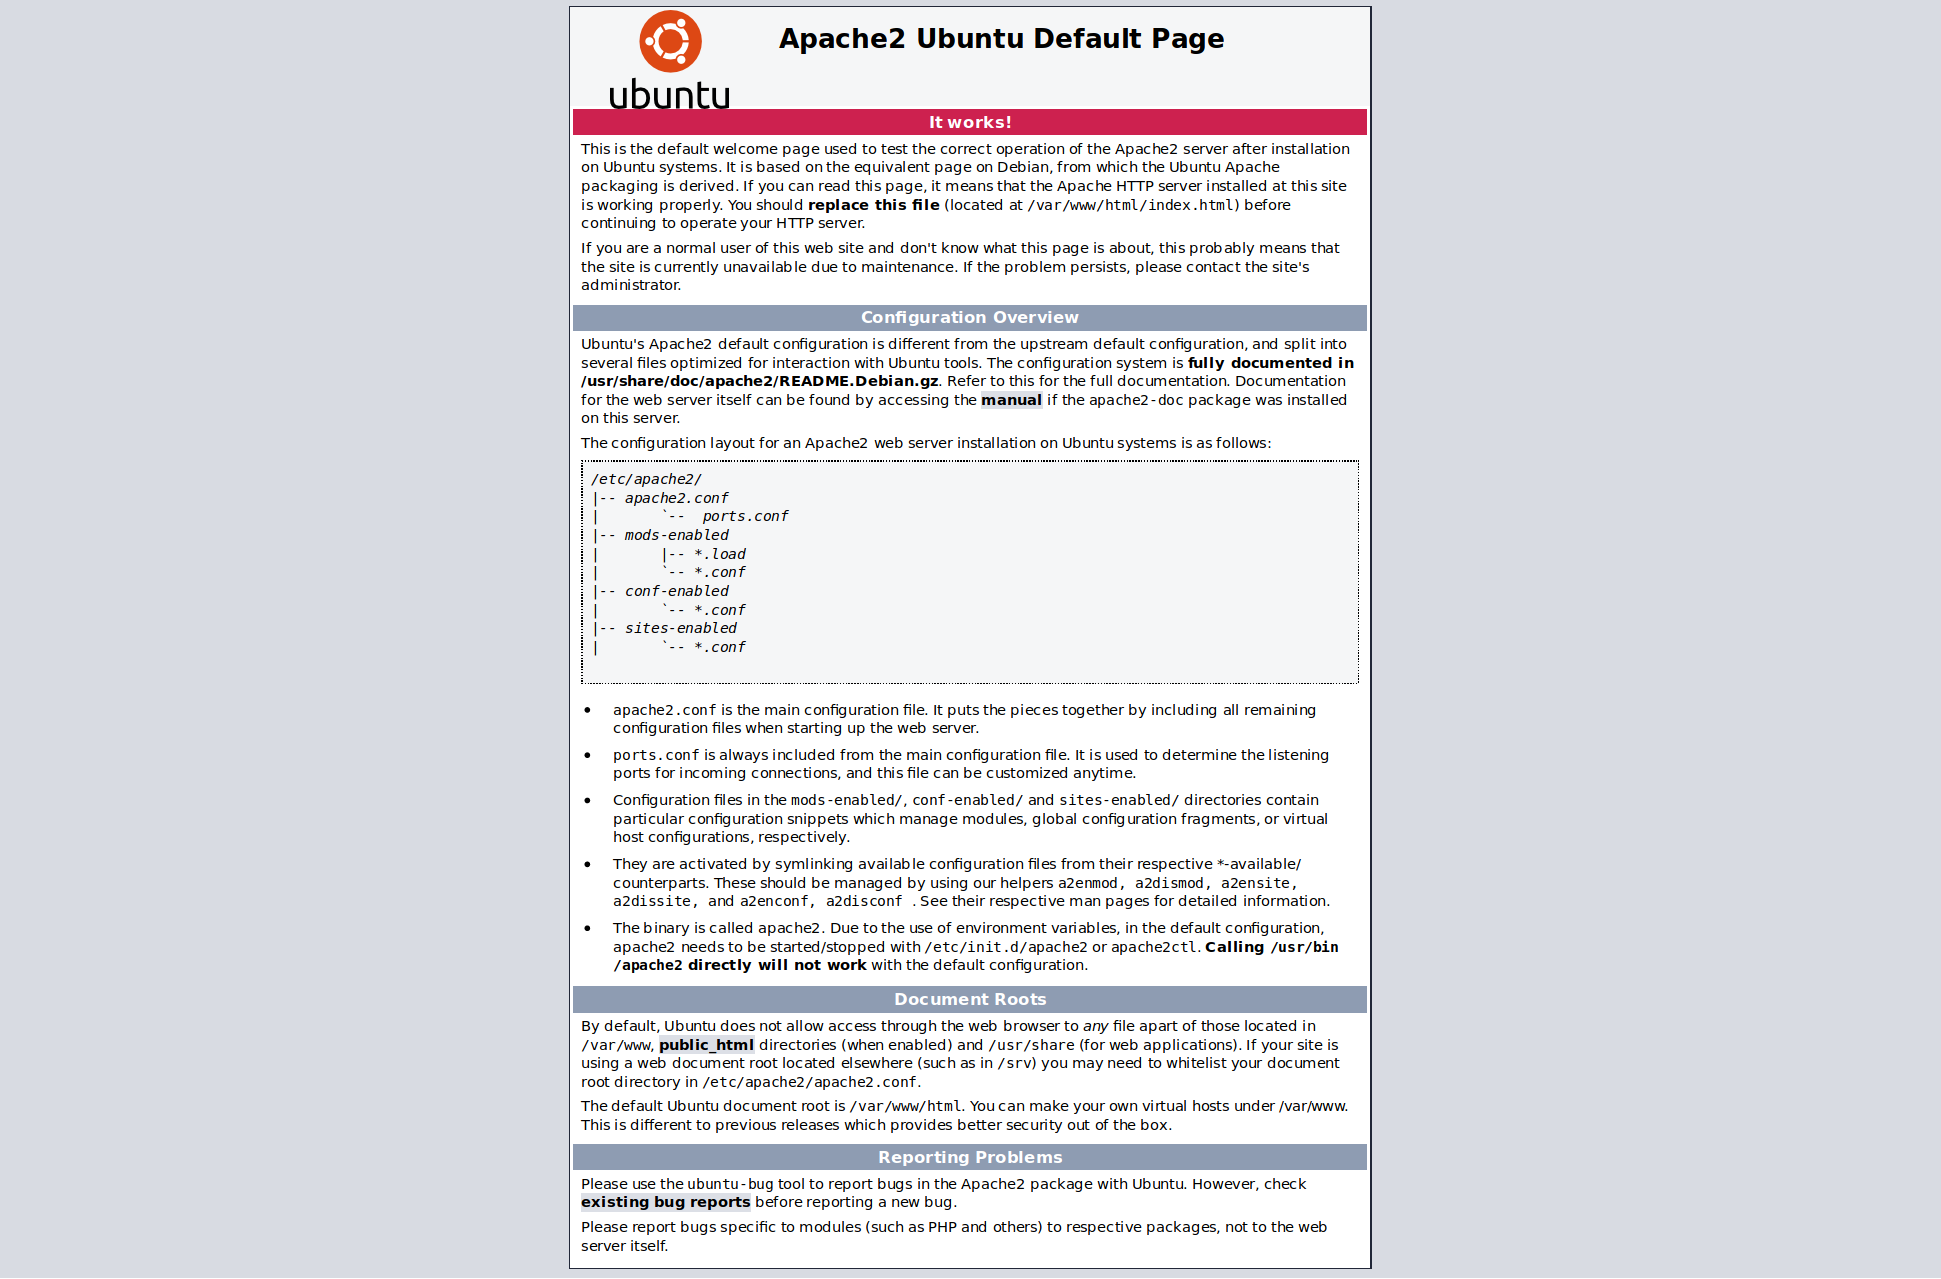 ubuntu
Apache2 Ubuntu Default Page
It works!
This is the default welcome page used to test the correct operation of the Apache2 server after installation
on Ubuntu systems. It is based on the equivalent page on Debian, from which the Ubuntu Apache
packaging is derived. If you can read this page, it means that the Apache HTTP server installed at this site
is working properly. You should replace this file (located at /var/www/html/index.html) before
continuing to operate your HTTP server.
If you are a normal user of this web site and don't know what this page is about, this probably means that
the site is currently unavailable due to maintenance. If the problem persists, please contact the site's
administrator.
Configuration Overview
Ubuntu's Apache2 default configuration is different from the upstream default configuration, and split into
several files optimized for interaction with Ubuntu tools. The configuration system is fully documented in
/usr/share/doc/apache2/README.Debian.gz. Refer to this for the full documentation. Documentation
for the web server itself can be found by accessing the manual if the apache2-doc package was installed
on this server.
The configuration layout for an Apache2 web server installation on Ubuntu systems is as follows:
/etc/apache2/
|-- apache2.conf
|       `--  ports.conf
|-- mods-enabled
|       |-- *.load
|       `-- *.conf
|-- conf-enabled
|       `-- *.conf
|-- sites-enabled
|       `-- *.conf
• apache2.conf is the main configuration file. It puts the pieces together by including all remaining
configuration files when starting up the web server.
• ports.conf is always included from the main configuration file. It is used to determine the listening
ports for incoming connections, and this file can be customized anytime.
• Configuration files in the mods-enabled/, conf-enabled/ and sites-enabled/ directories contain
particular configuration snippets which manage modules, global configuration fragments, or virtual
host configurations, respectively.
• They are activated by symlinking available configuration files from their respective *-available/
counterparts. These should be managed by using our helpers a2enmod, a2dismod, a2ensite,
a2dissite, and a2enconf, a2disconf . See their respective man pages for detailed information.
• The binary is called apache2. Due to the use of environment variables, in the default configuration,
apache2 needs to be started/stopped with /etc/init.d/apache2 or apache2ctl. Calling /usr/bin
/apache2 directly will not work with the default configuration.
Document Roots
By default, Ubuntu does not allow access through the web browser to any file apart of those located in
/var/www, public_html directories (when enabled) and /usr/share (for web applications). If your site is
using a web document root located elsewhere (such as in /srv) you may need to whitelist your document
root directory in /etc/apache2/apache2.conf.
The default Ubuntu document root is /var/www/html. You can make your own virtual hosts under /var/www.
This is different to previous releases which provides better security out of the box.
Reporting Problems
Please use the ubuntu-bug tool to report bugs in the Apache2 package with Ubuntu. However, check
existing bug reports before reporting a new bug.
Please report bugs specific to modules (such as PHP and others) to respective packages, not to the web
server itself.